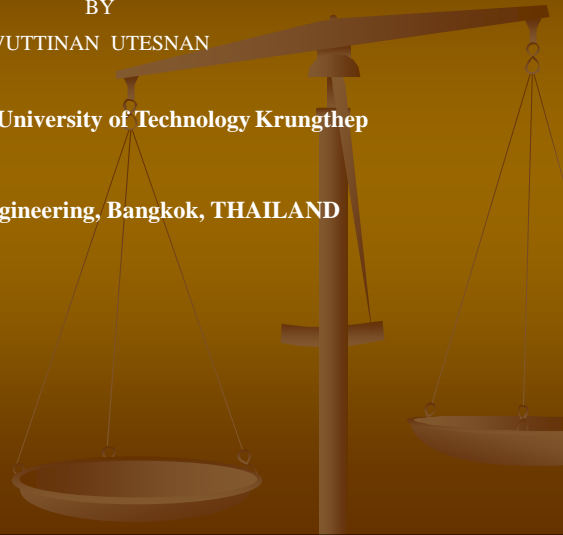 BY
VUTTINAN UTESNAN
University of Technology Krungthep
gineering, Bangkok, THAILAND